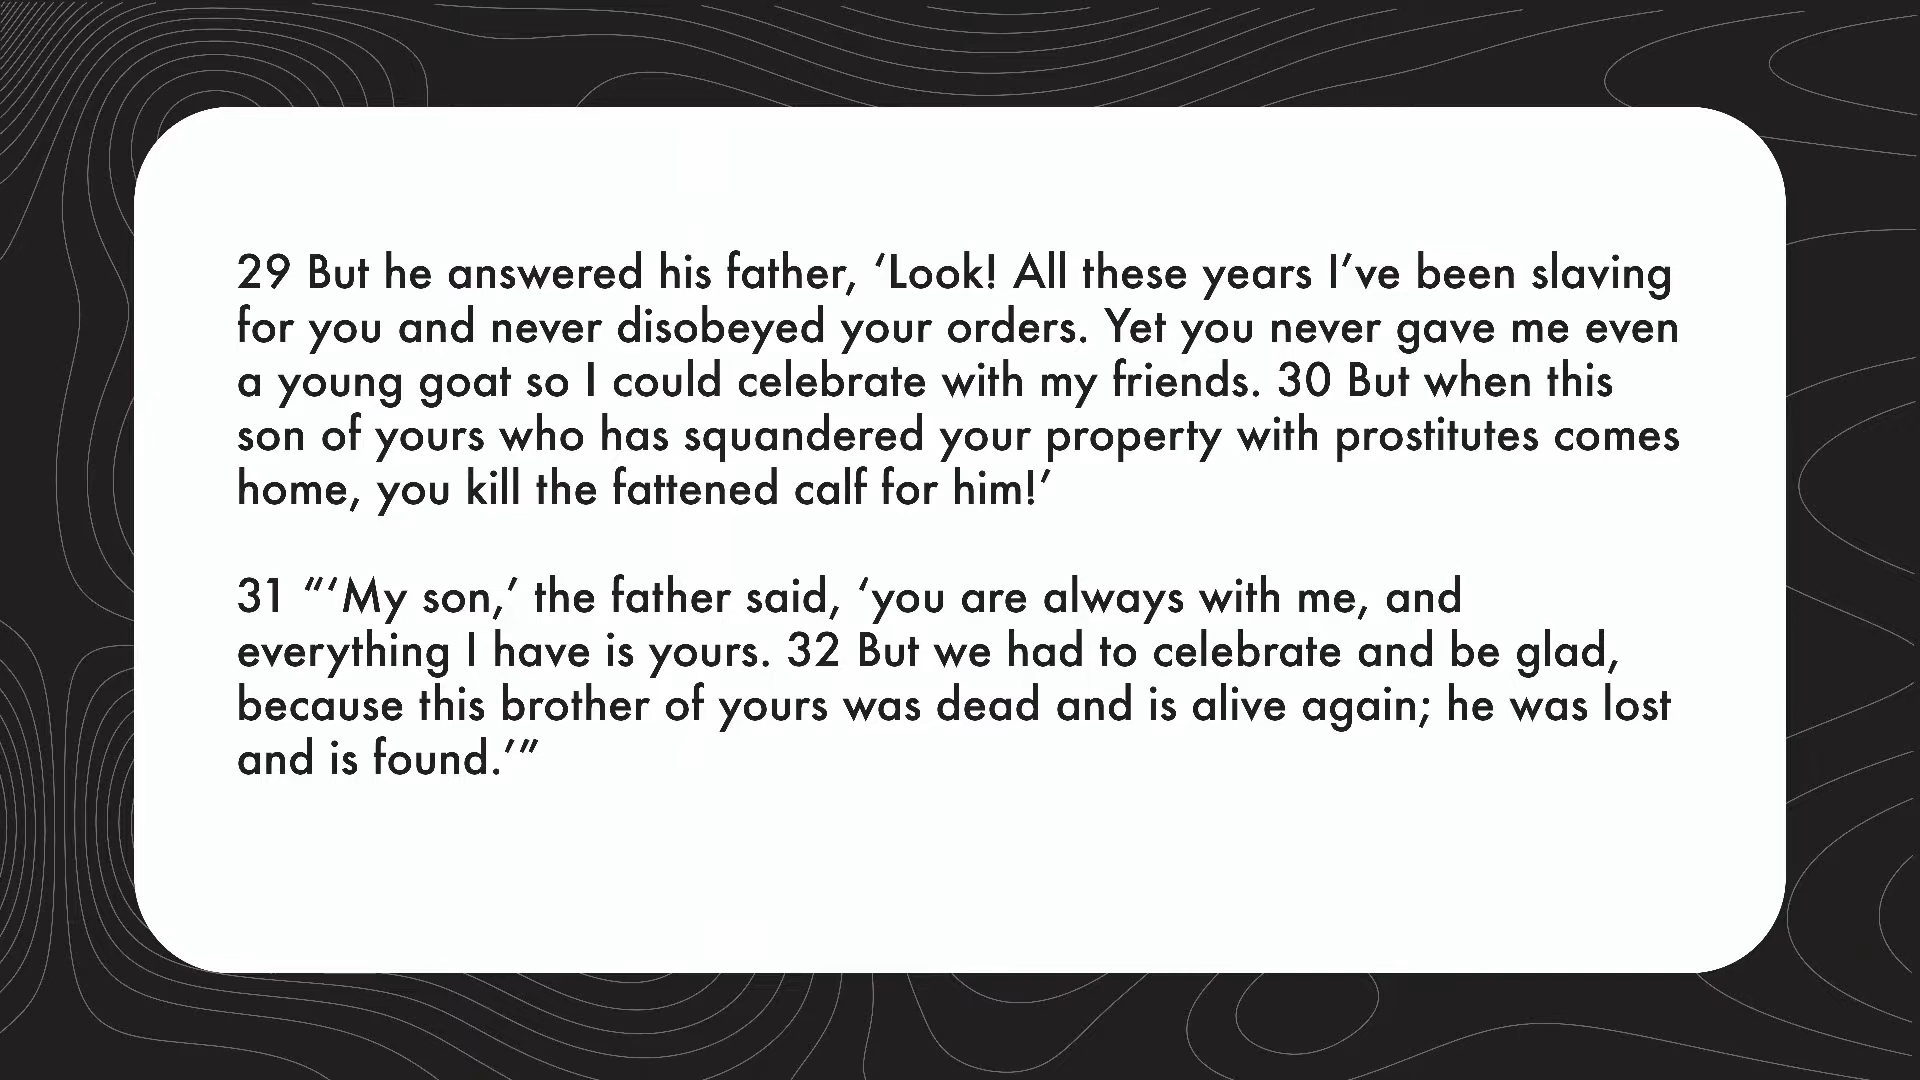 29 But he answered his father, ‘Look! All these years I’ve been slaving
for you and never disobeyed your orders. Yet you never gave me even
a young goat so I could celebrate with my friends. 30 But when this
son of yours who has squandered your property with prostitutes comes
home, you kill the fattened calf for him!’
31 “‘My son,’ the father said, ‘you are always with me, and
everything I have is yours. 32 But we had to celebrate and be glad,
because this brother of yours was dead and is alive again; he was lost
and is found.’”